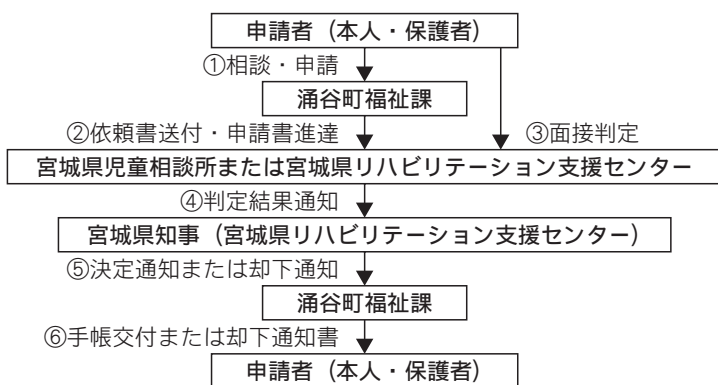 申請者（本人・保護者）
①相談・申請
涌谷町福祉課
②依頼書送付・申請書進達
③面接判定
宮城県児童相談所または宮城県リハビリテーション支援センター
④判定結果通知
宮城県知事（宮城県リハビリテーション支援センター）
⑤決定通知または却下通知
涌谷町福祉課
⑥手帳交付または却下通知書
申請者（本人・保護者）